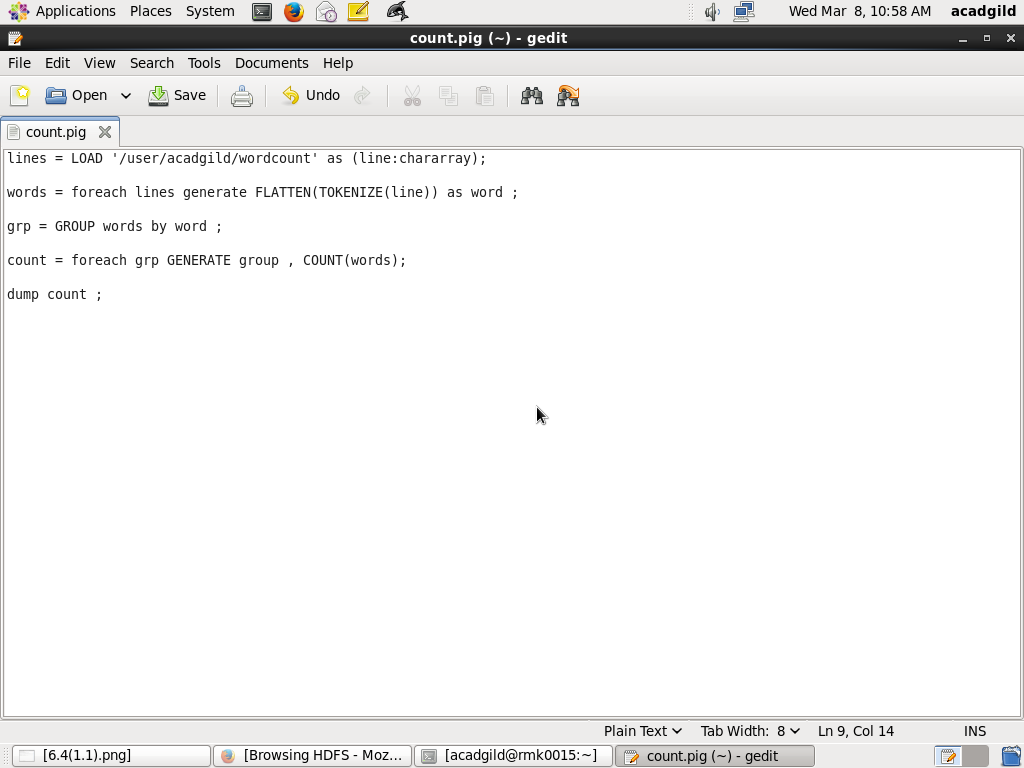 Applications Places System Wed Mar 8, 10:58 AM acadgild
count.pig (~) - gedit
File Edit View Search Tools Documents Help
Open Save Undo
count.pig
lines = LOAD '/user/acadgild/wordcount' as (line:chararray);
words = foreach lines generate FLATTEN(TOKENIZE(line)) as word ;
grp = GROUP words by word ;
count = foreach grp GENERATE group , COUNT(words);
dump count ;
Plain Text Tab Width: 8 Ln 9, Col 14 INS
[6.4(1.1).png] [Browsing HDFS - Moz... [acadgild@rmk0015:~] count.pig (~) - gedit